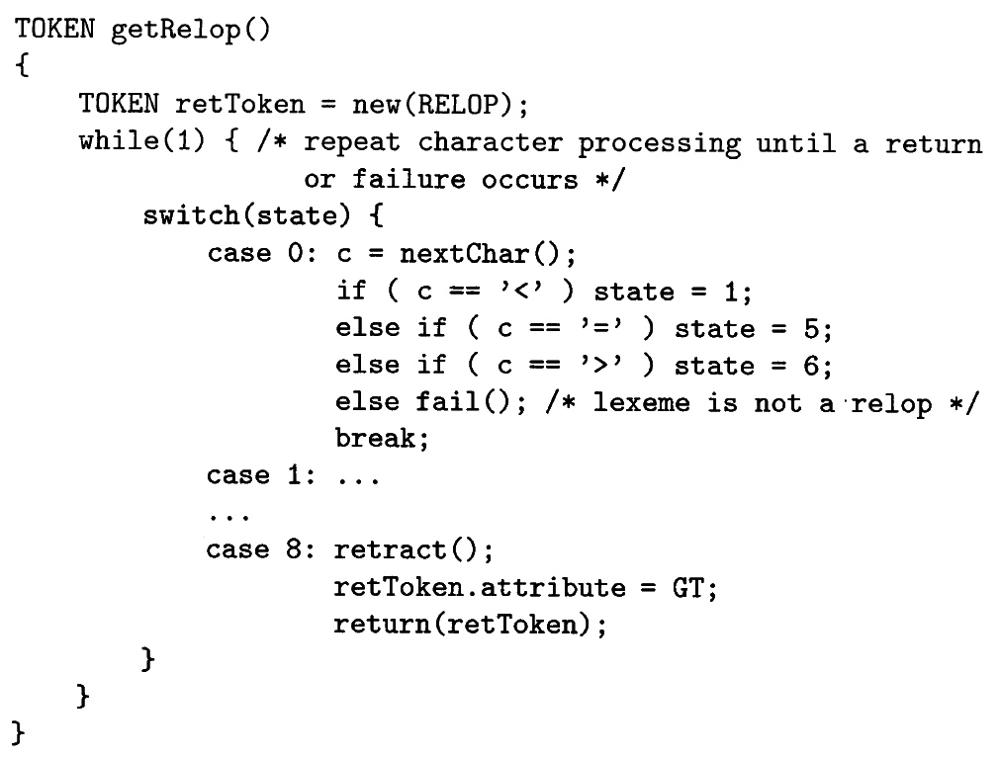 TOKEN getRelop()
{
    TOKEN retToken = new(RELOP);
    while(1) { /* repeat character processing until a return
                  or failure occurs */
        switch(state) {
            case 0: c = nextChar();
                    if ( c == '<' ) state = 1;
                    else if ( c == '=' ) state = 5;
                    else if ( c == '>' ) state = 6;
                    else fail(); /* lexeme is not a relop */
                    break;
            case 1: ...
            ...
            case 8: retract();
                    retToken.attribute = GT;
                    return(retToken);
        }
    }
}